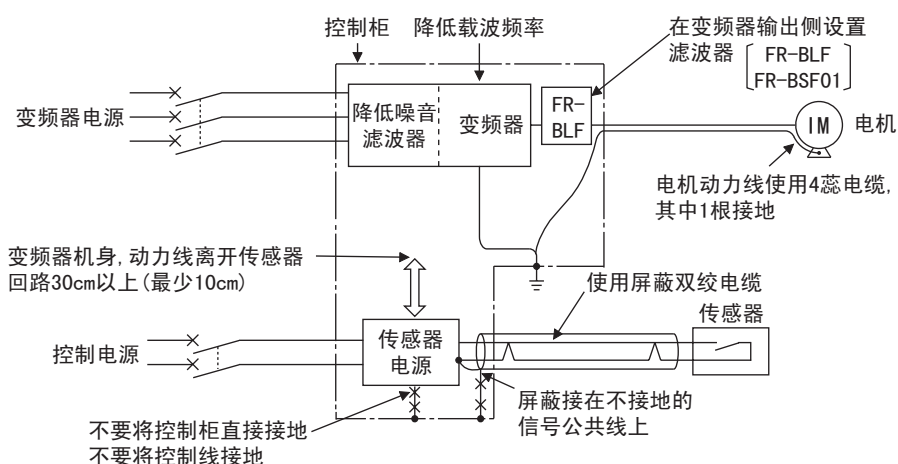 控制柜
降低载波频率
在变频器输出侧设置
滤波器
FR-BLF
FR-BSF01
变频器电源
降低噪音
滤波器
变频器
FR-
BLF
IM
电机
电机动力线使用4蕊电缆,
其中1根接地
变频器机身,动力线离开传感器
回路30cm以上(最少10cm)
使用屏蔽双绞电缆
传感器
控制电源
传感器
电源
屏蔽接在不接地的
信号公共线上
不要将控制柜直接接地
不要将控制线接地